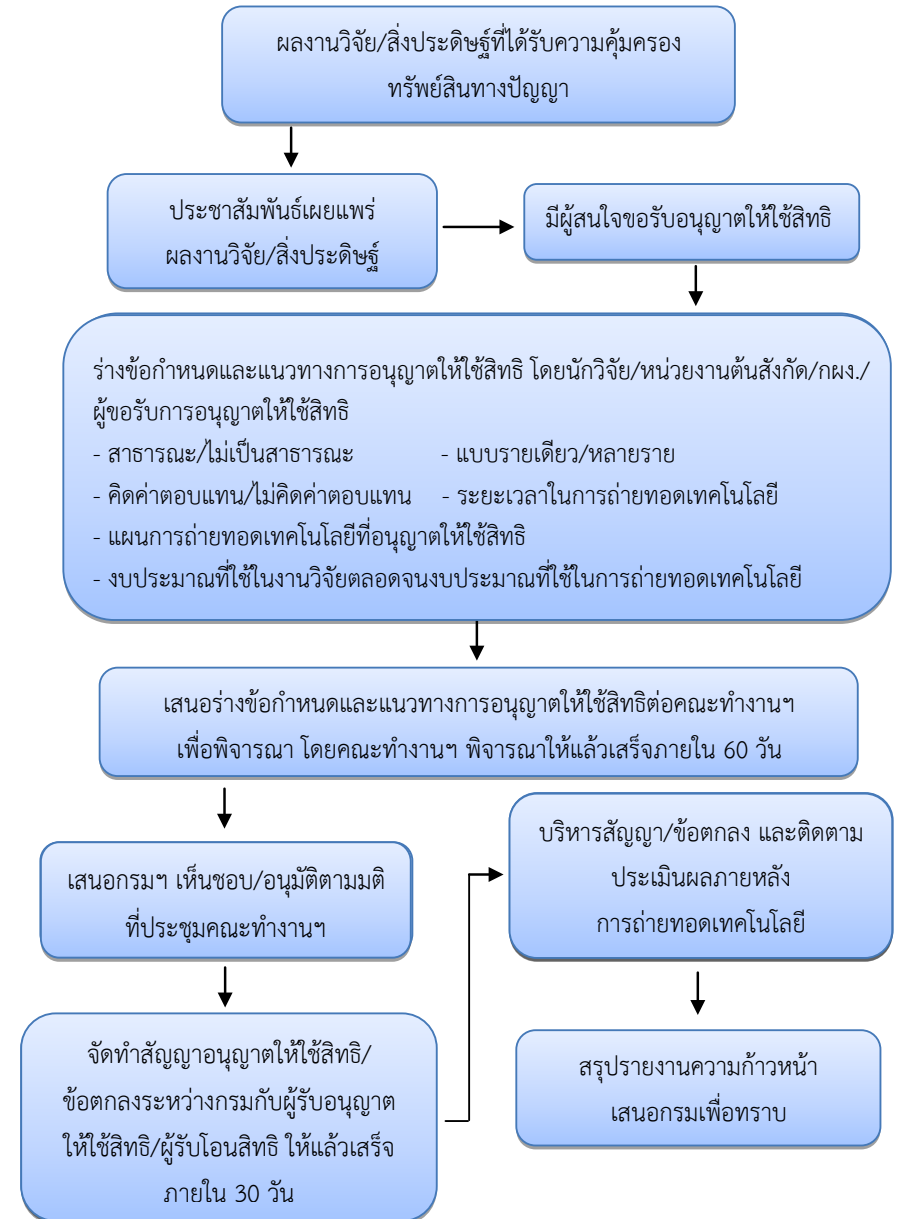 ผลงานวิจัย/สิ่งประดิษฐ์ที่ได้รับความคุ้มครอง
ทรัพย์สินทางปัญญา
ประชาสัมพันธ์เผยแพร่
ผลงานวิจัย/สิ่งประดิษฐ์
มีผู้สนใจขอรับอนุญาตให้ใช้สิทธิ
ร่างข้อกำหนดและแนวทางการอนุญาตให้ใช้สิทธิ โดยนักวิจัย/หน่วยงานต้นสังกัด/กผง./
ผู้ขอรับการอนุญาตให้ใช้สิทธิ
- สาธารณะ/ไม่เป็นสาธารณะ - แบบรายเดียว/หลายราย
- คิดค่าตอบแทน/ไม่คิดค่าตอบแทน - ระยะเวลาในการถ่ายทอดเทคโนโลยี
- แผนการถ่ายทอดเทคโนโลยีที่อนุญาตให้ใช้สิทธิ
- งบประมาณที่ใช้ในงานวิจัยตลอดจนงบประมาณที่ใช้ในการถ่ายทอดเทคโนโลยี
เสนอร่างข้อกำหนดและแนวทางการอนุญาตให้ใช้สิทธิต่อคณะทำงานฯ
เพื่อพิจารณา โดยคณะทำงานฯ พิจารณาให้แล้วเสร็จภายใน 60 วัน
เสนอกรมฯ เห็นชอบ/อนุมัติตามมติ
ที่ประชุมคณะทำงานฯ
จัดทำสัญญาอนุญาตให้ใช้สิทธิ/
ข้อตกลงระหว่างกรมกับผู้รับอนุญาต
ให้ใช้สิทธิ/ผู้รับโอนสิทธิ ให้แล้วเสร็จ
ภายใน 30 วัน
บริหารสัญญา/ข้อตกลง และติดตาม
ประเมินผลภายหลัง
การถ่ายทอดเทคโนโลยี
สรุปรายงานความก้าวหน้า
เสนอกรมเพื่อทราบ